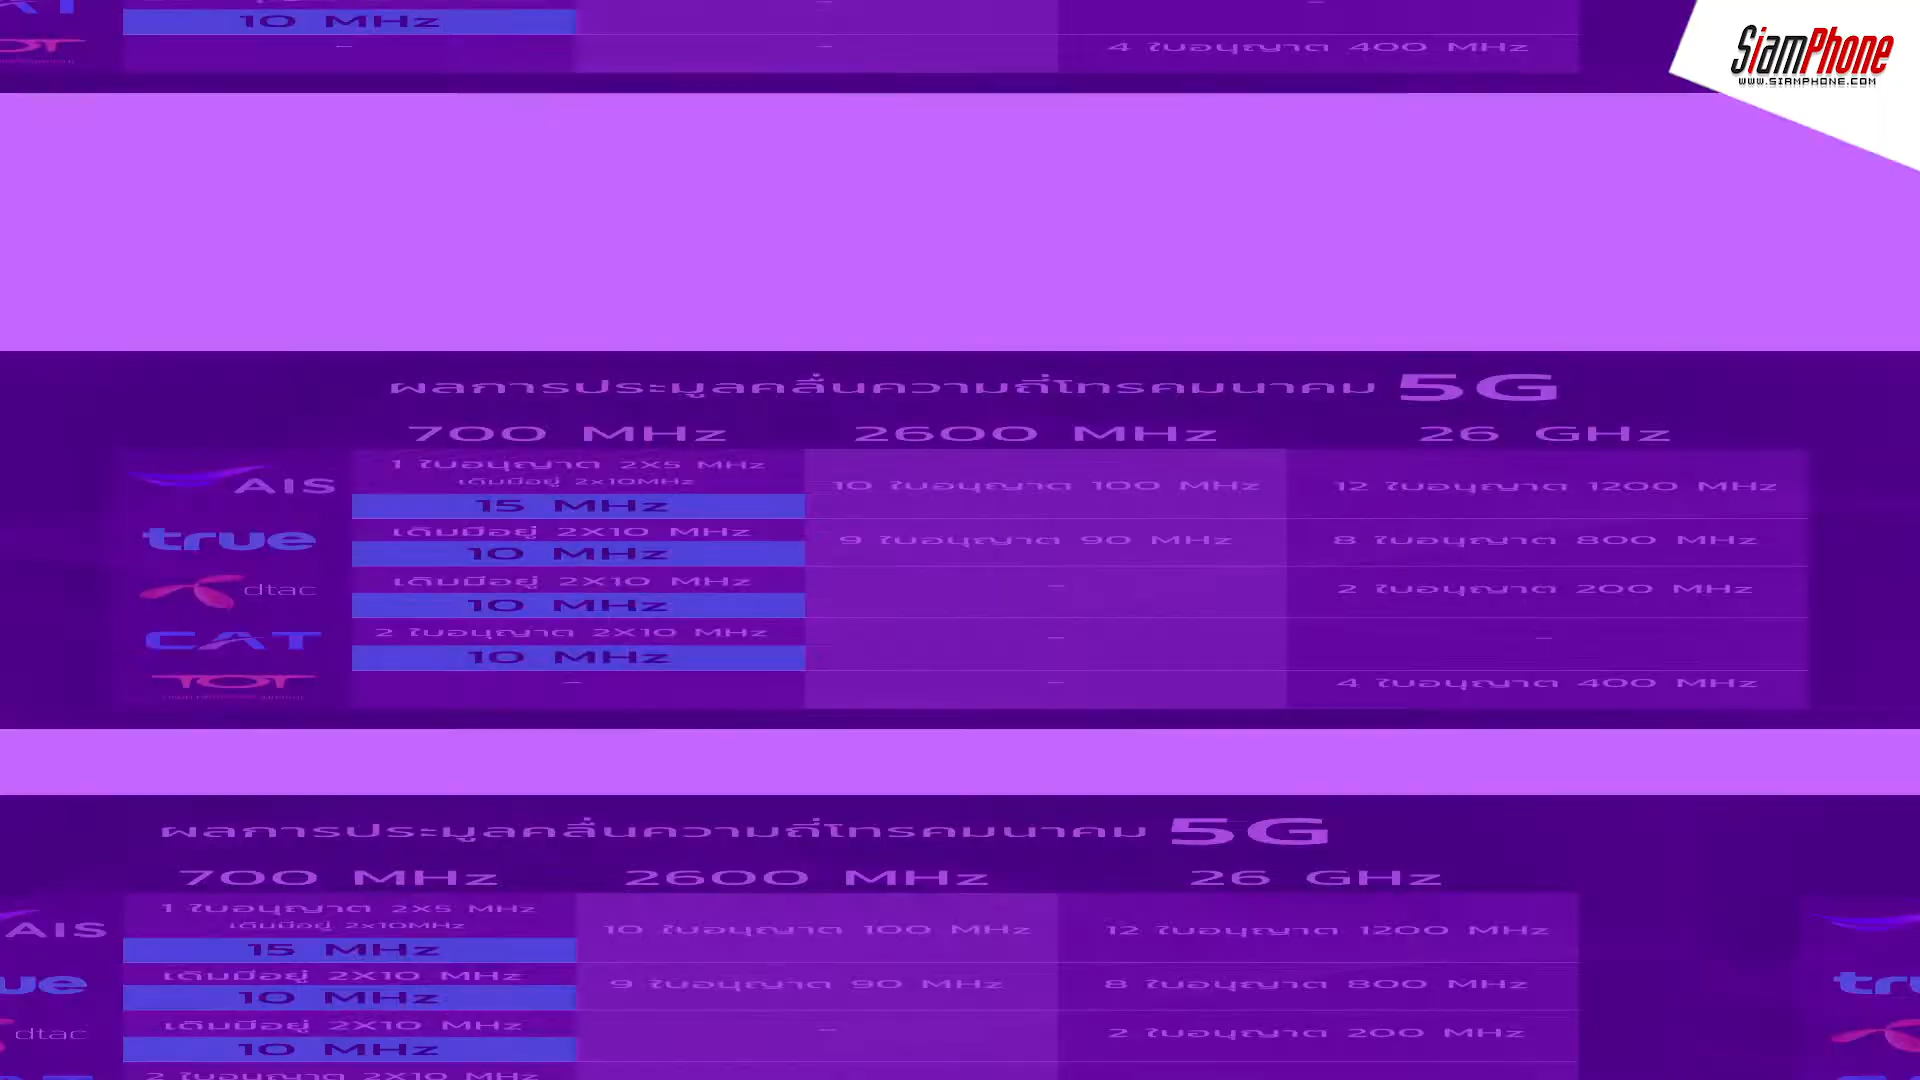 10 MHz
-
-
4 ใบอนุญาต 400 MHz
SiamPhone
WWW.SIAMPHONE.COM
ผลการประมูลคลื่นความถี่โทรคมนาคม 5G
700 MHz 2600 MHz 26 GHz
AIS
1 ใบอนุญาต 2X5 MHz
เดิมมีอยู่ 2x10MHz
15 MHz
10 ใบอนุญาต 100 MHz
12 ใบอนุญาต 1200 MHz
true
เดิมมีอยู่ 2X10 MHz
10 MHz
9 ใบอนุญาต 90 MHz
8 ใบอนุญาต 800 MHz
dtac
เดิมมีอยู่ 2X10 MHz
10 MHz
-
2 ใบอนุญาต 200 MHz
CAT
2 ใบอนุญาต 2X10 MHz
10 MHz
-
-
TOT
-
-
4 ใบอนุญาต 400 MHz
ผลการประมูลคลื่นความถี่โทรคมนาคม 5G
700 MHz 2600 MHz 26 GHz
AIS
1 ใบอนุญาต 2X5 MHz
เดิมมีอยู่ 2x10MHz
15 MHz
10 ใบอนุญาต 100 MHz
12 ใบอนุญาต 1200 MHz
ue
เดิมมีอยู่ 2X10 MHz
10 MHz
9 ใบอนุญาต 90 MHz
8 ใบอนุญาต 800 MHz
tru
dtac
เดิมมีอยู่ 2X10 MHz
10 MHz
-
2 ใบอนุญาต 200 MHz
2 ใบอนุญาต 2X10 MHz